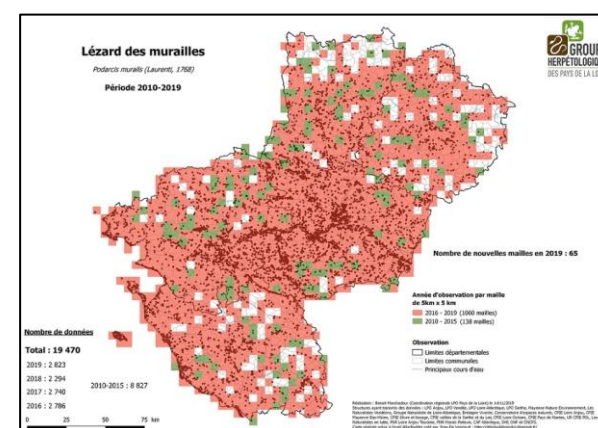 Lézard des murailles
Podarcis muralis (Laurenti, 1768)
Période 2010-2019
GROUPE
HERPÉTOLOGIQUE
DES PAYS DE LA LO
Nombre de nouvelles mailles en 2019 : 65
Année d'observation par maille
de 5km x 5 km
2016 - 2019 (1060 mailles)
2010 - 2015 (138 mailles)
Observation
Limites départementales
Limites communales
Principaux cours d'eau
Nombre de données
Total : 19 470
2019 : 2 823
2018 : 2 294
2017 : 2 740
2016 : 2 786
2010-2015 : 8 827
0 25 50 75 km